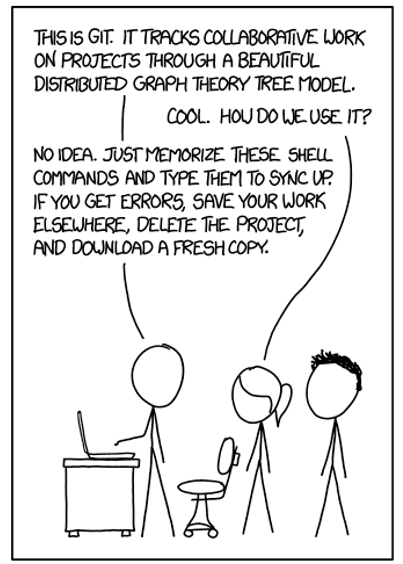 THIS IS GIT. IT TRACKS COLLABORATIVE WORK
ON PROJECTS THROUGH A BEAUTIFUL
DISTRIBUTED GRAPH THEORY TREE MODEL.
COOL. HOW DO WE USE IT?
NO IDEA. JUST MEMORIZE THESE SHELL
COMMANDS AND TYPE THEM TO SYNC UP.
IF YOU GET ERRORS, SAVE YOUR WORK
ELSEWHERE, DELETE THE PROJECT,
AND DOWNLOAD A FRESH COPY.